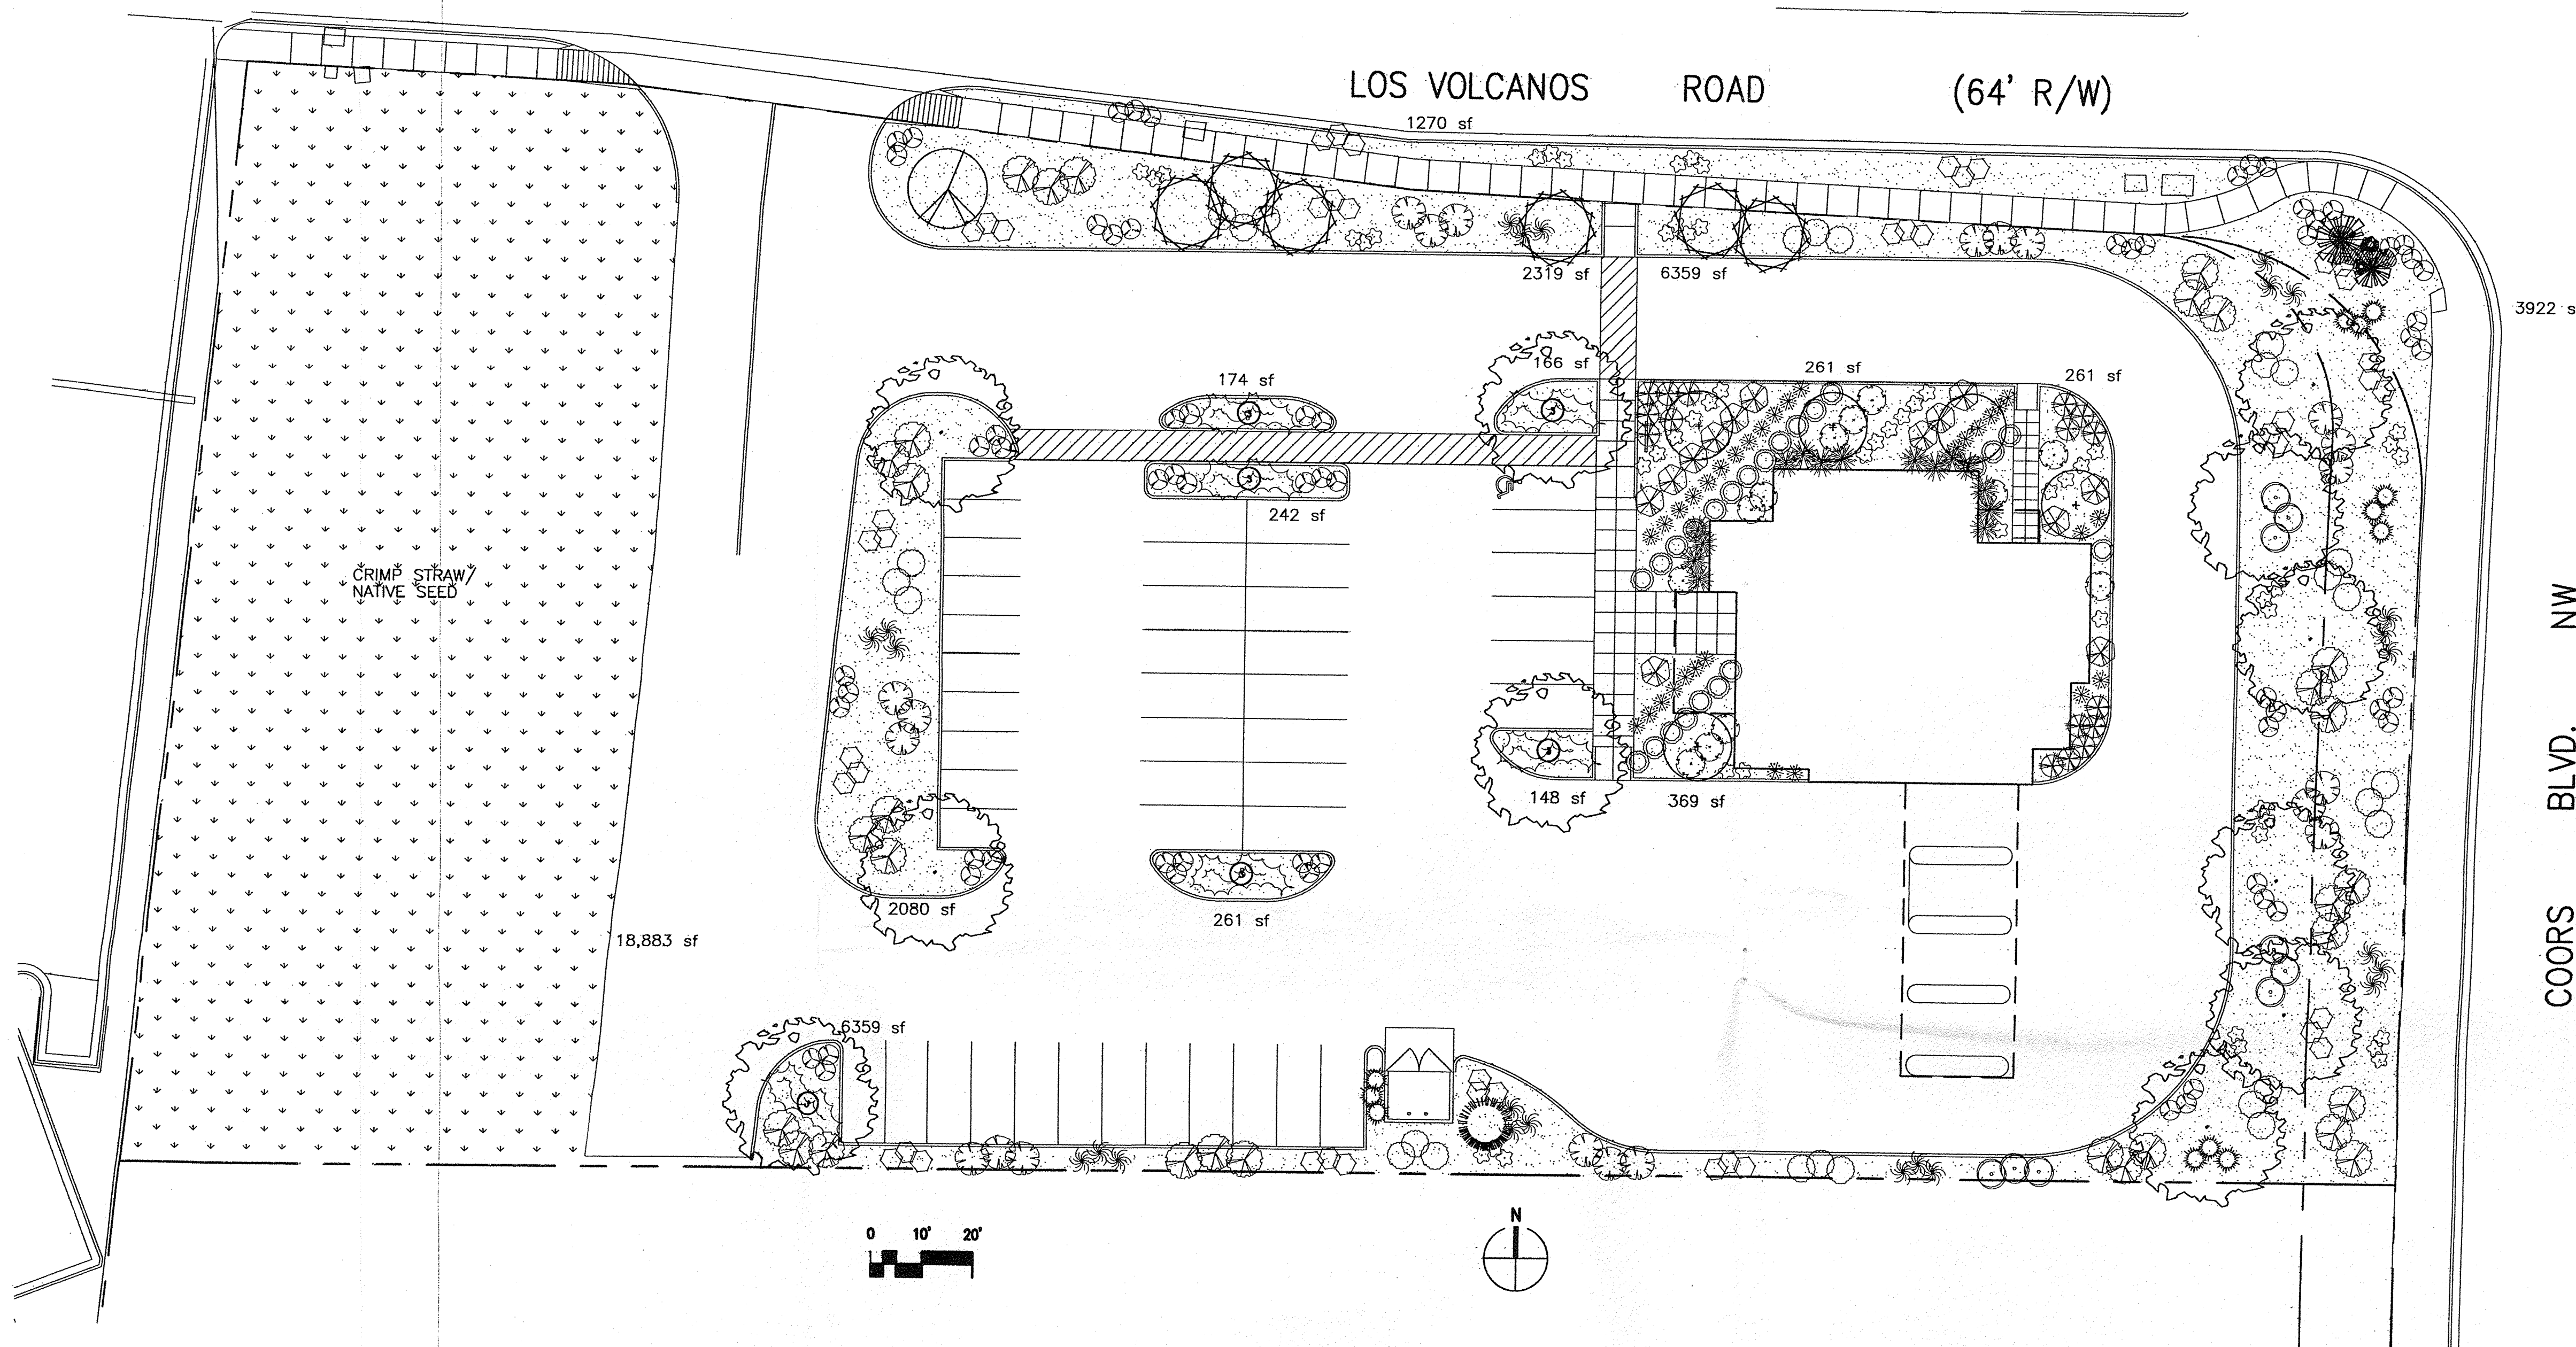 LOS VOLCANOS ROAD (64' R/W)
1270 sf
2319 sf
6359 sf
3922 s
166 sf
174 sf
261 sf
261 sf
242 sf
CRIMP STRAW/
NATIVE SEED
NW
BLVD.
COORS
148 sf
369 sf
2080 sf
261 sf
18,883 sf
6359 sf
0 10' 20'
N